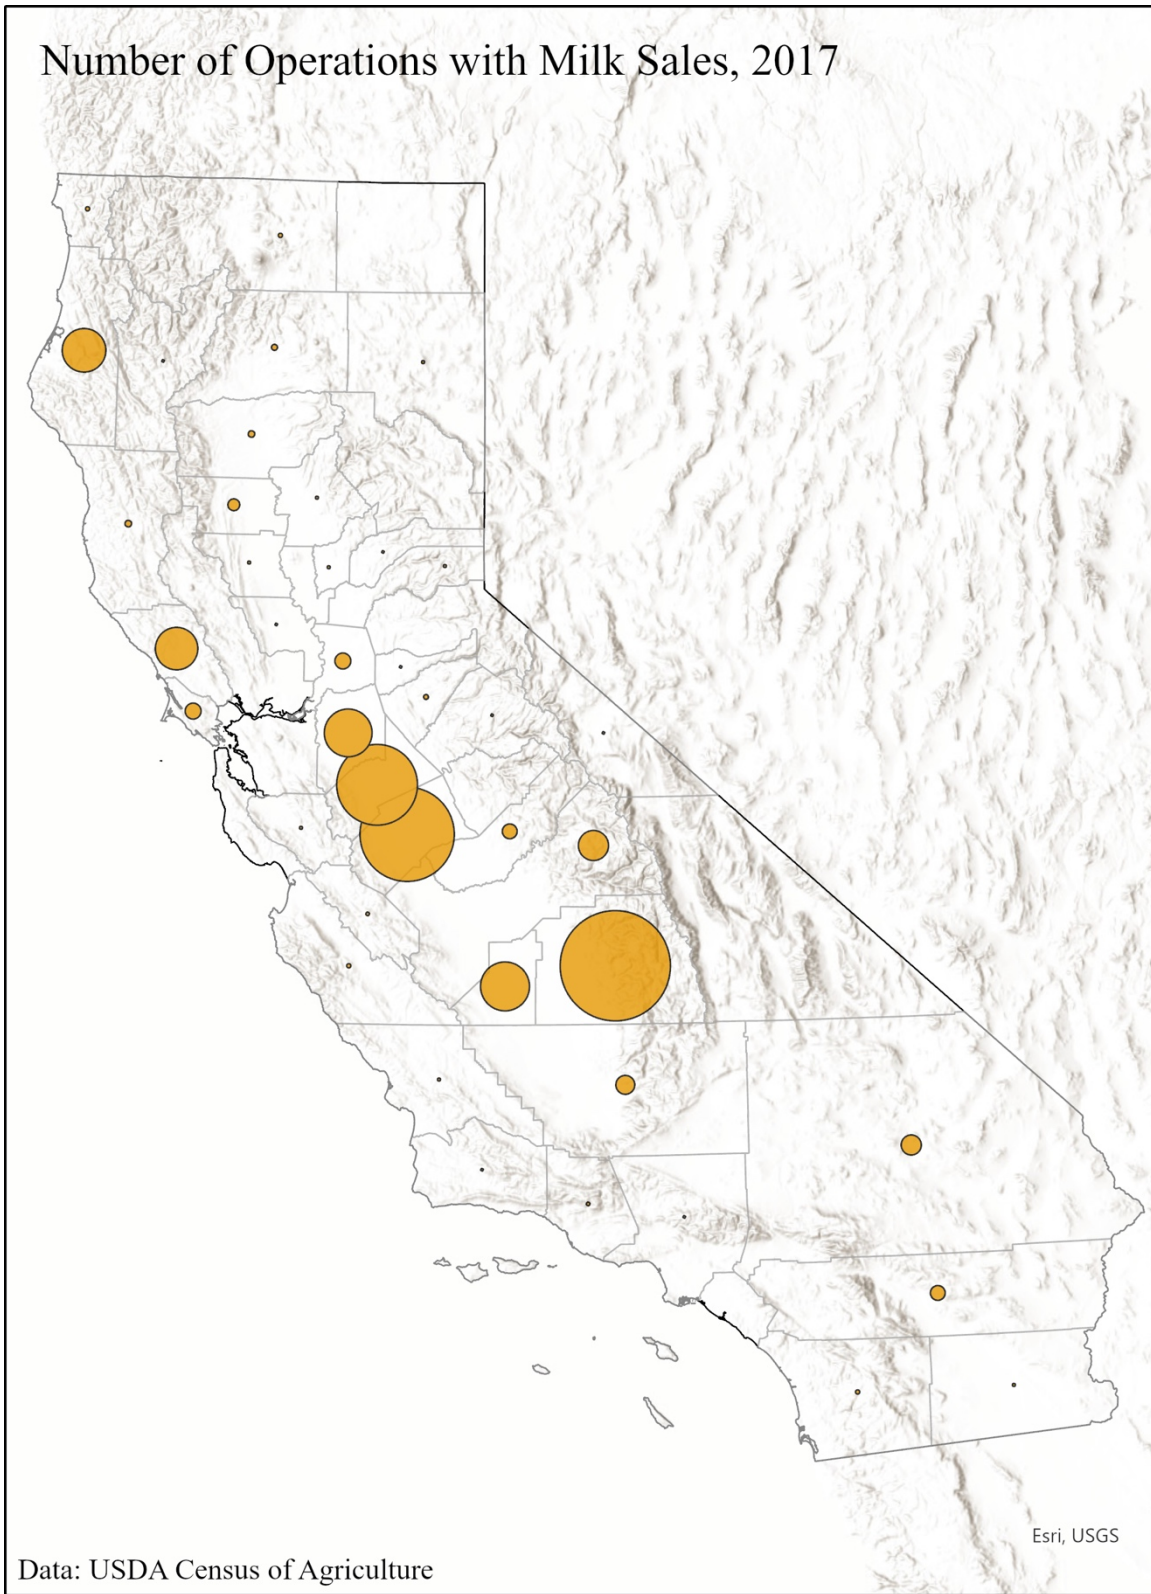 Number of Operations with Milk Sales, 2017
Esri, USGS
Data: USDA Census of Agriculture